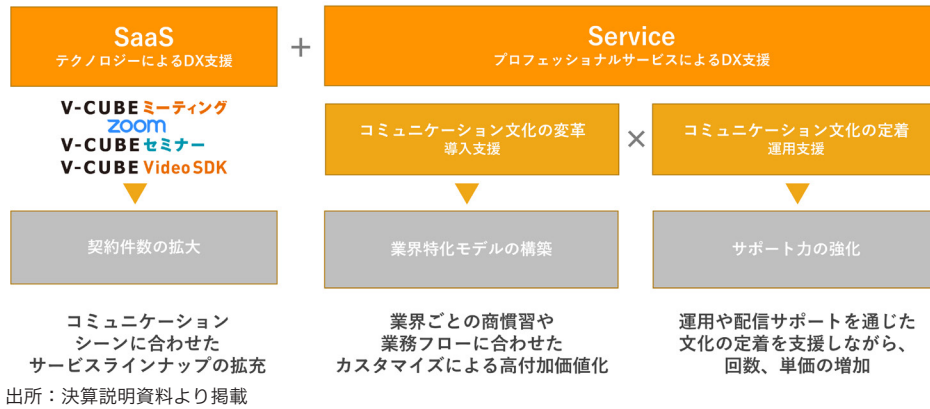 SaaS
テクノロジーによるDX支援
+
Service
プロフェッショナルサービスによるDX支援
V-CUBE ミーティング
zoom
V-CUBE セミナー
V-CUBE Video SDK
コミュニケーション文化の変革
導入支援
×
コミュニケーション文化の定着
運用支援
契約件数の拡大
業界特化モデルの構築
サポート力の強化
コミュニケーション
シーンに合わせた
サービスラインナップの拡充
業界ごとの商慣習や
業務フローに合わせた
カスタマイズによる高付加価値化
運用や配信サポートを通じた
文化の定着を支援しながら、
回数、単価の増加
出所：決算説明資料より掲載